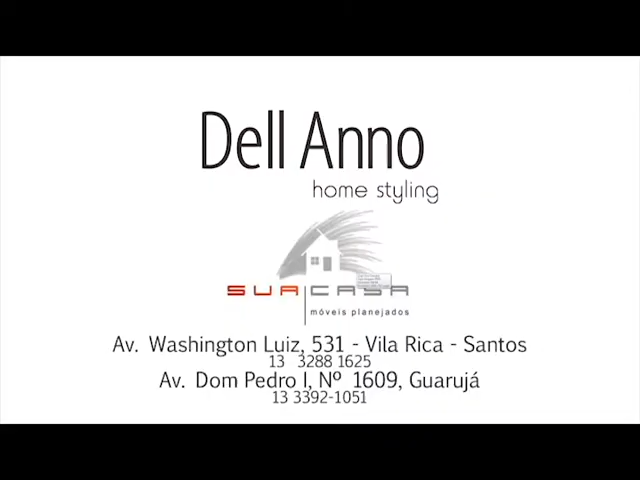 Dell Anno
home styling
SUA CASA
móveis planejados
Av. Washington Luiz, 531 - Vila Rica - Santos
13 3288 1625
Av. Dom Pedro I, Nº 1609, Guarujá
13 3392-1051